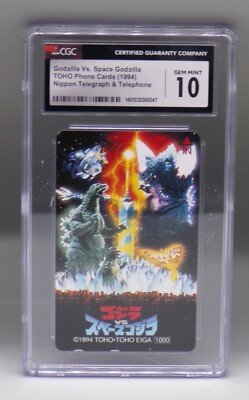 CGC
CERTIFIED GUARANTY COMPANY
Godzilla Vs. Space Godzilla
TOHO Phone Cards (1994)
Nippon Telegraph & Telephone
GEM MINT
10
ゴジラ
VS
スペースゴジラ
©1994 TOHO-TOHO EIGA 1000